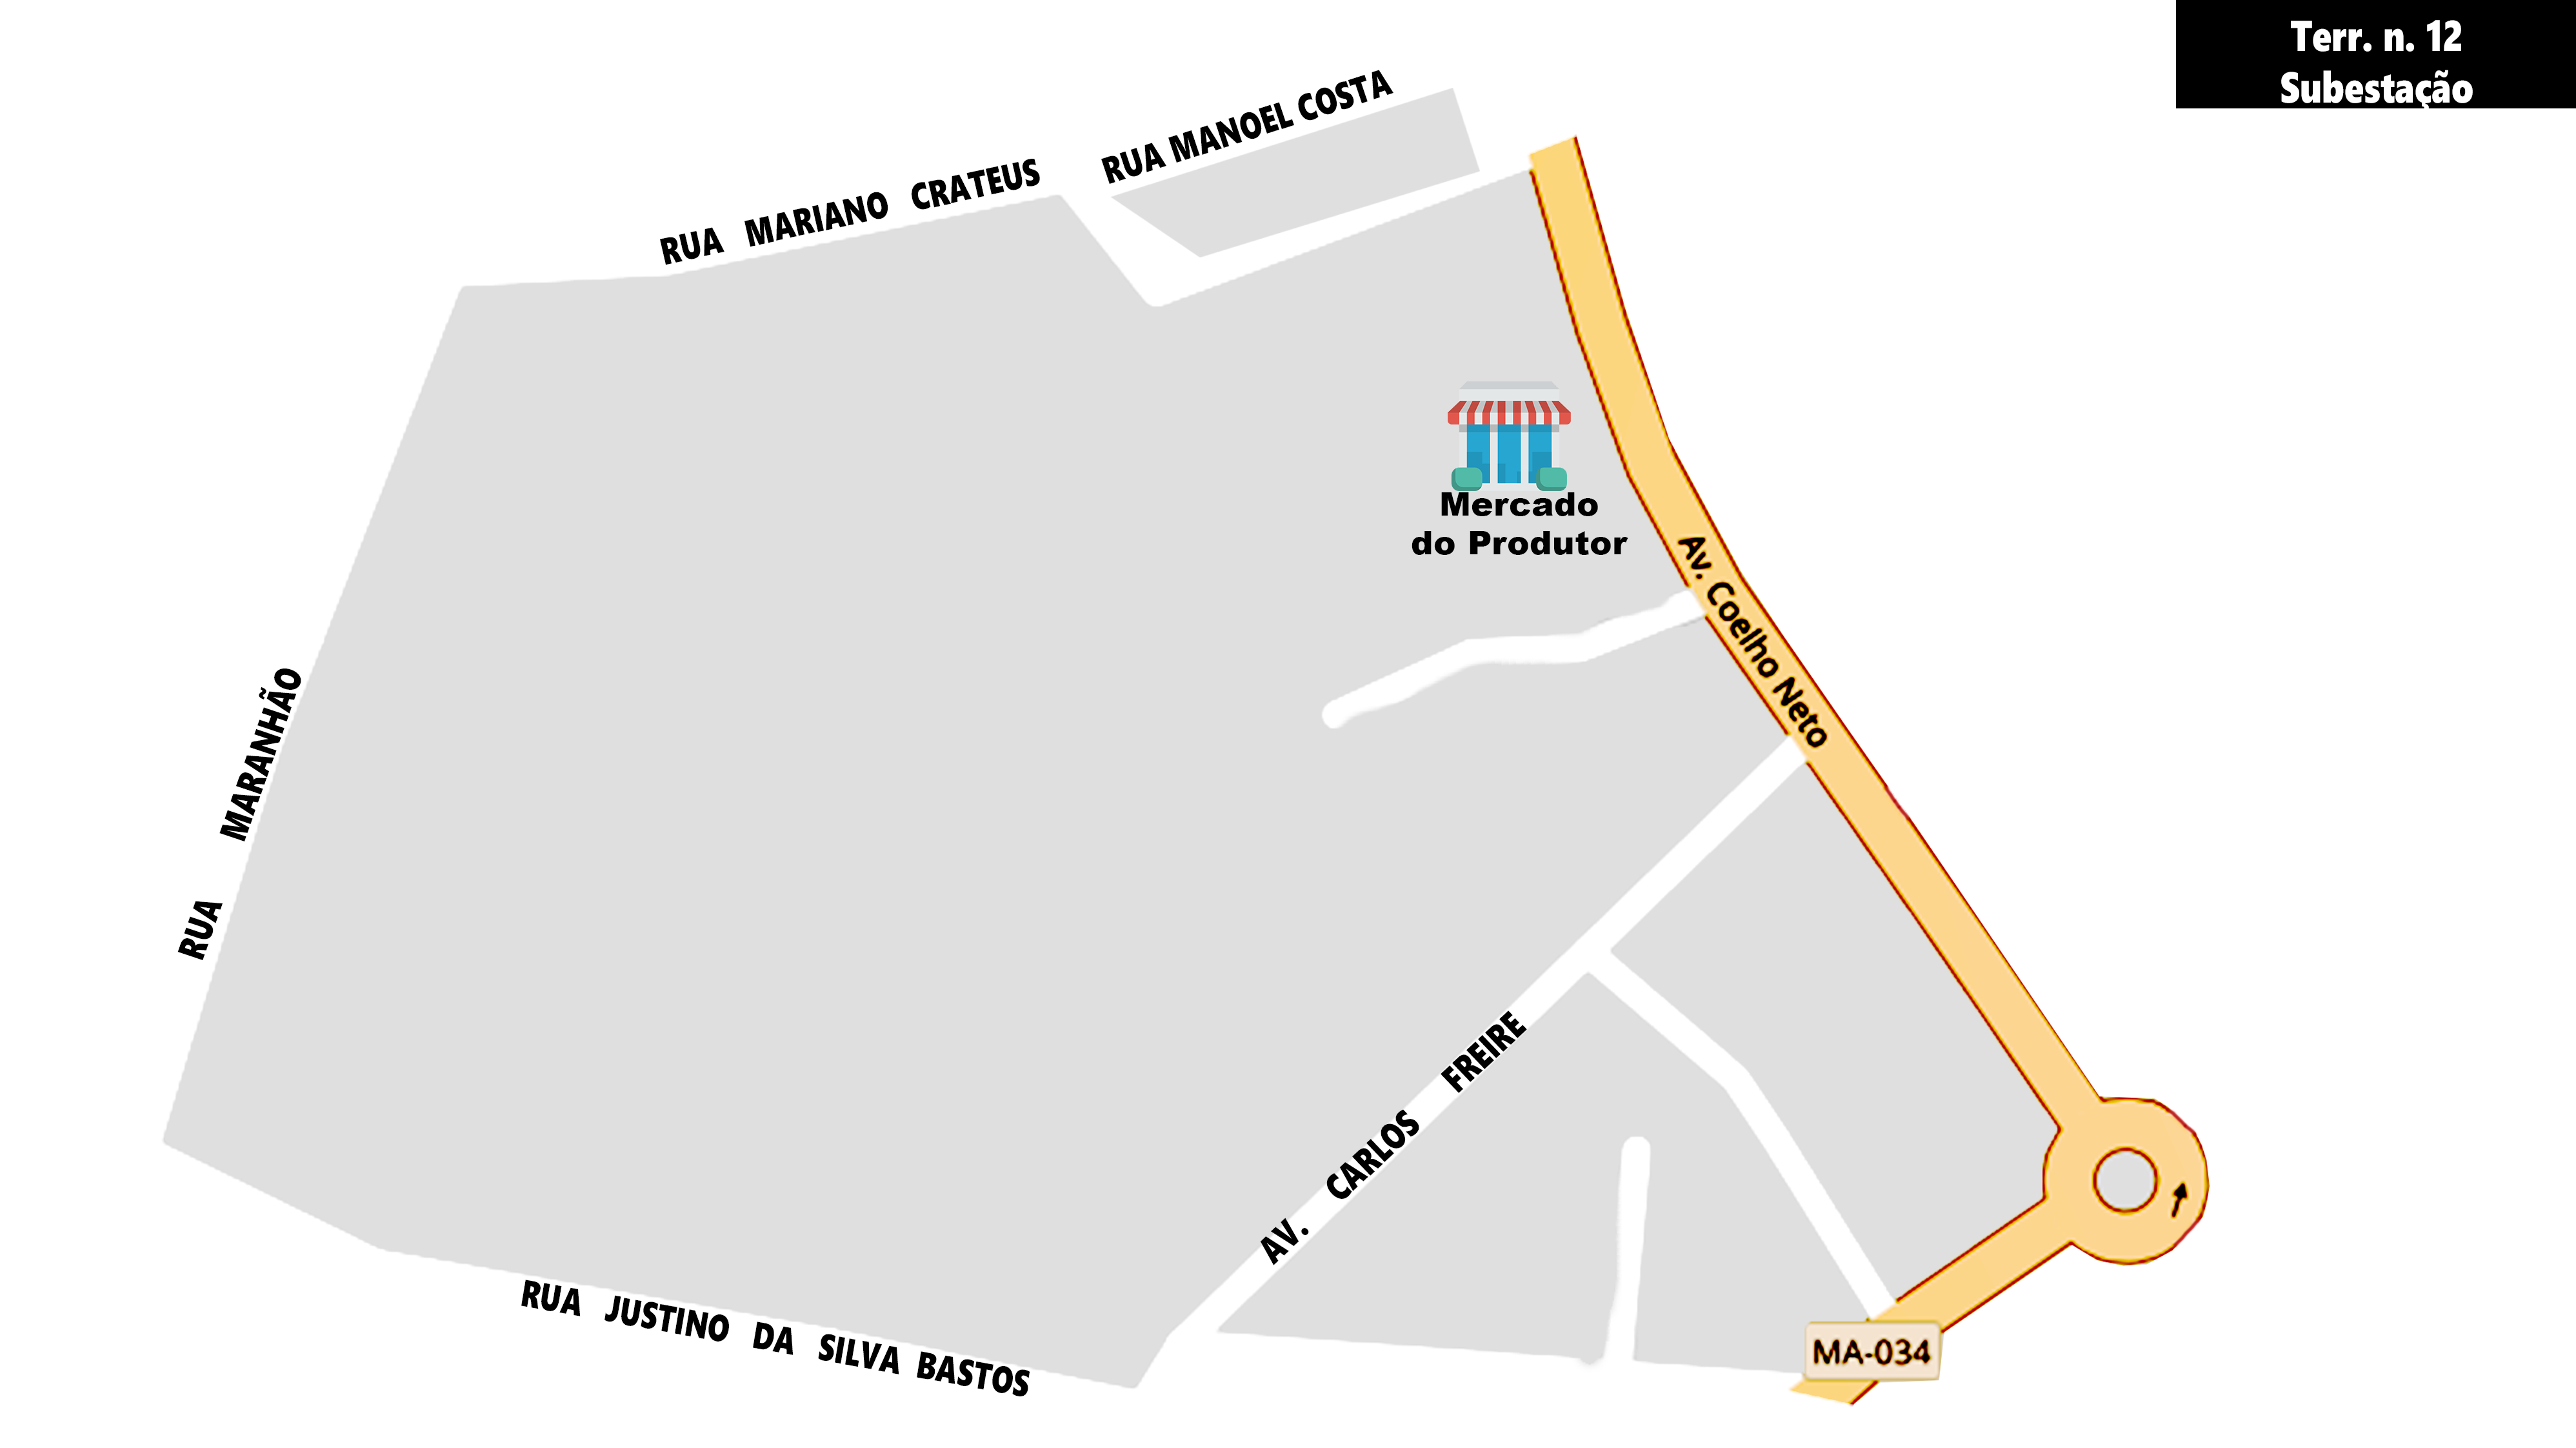 Terr. n. 12
Subestação
RUA MANOEL COSTA
RUA MARIANO CRATEUS
Mercado
do Produtor
Av. Coelho Neto
RUA MARANHÃO
AV. CARLOS FREIRE
RUA JUSTINO DA SILVA BASTOS
MA-034